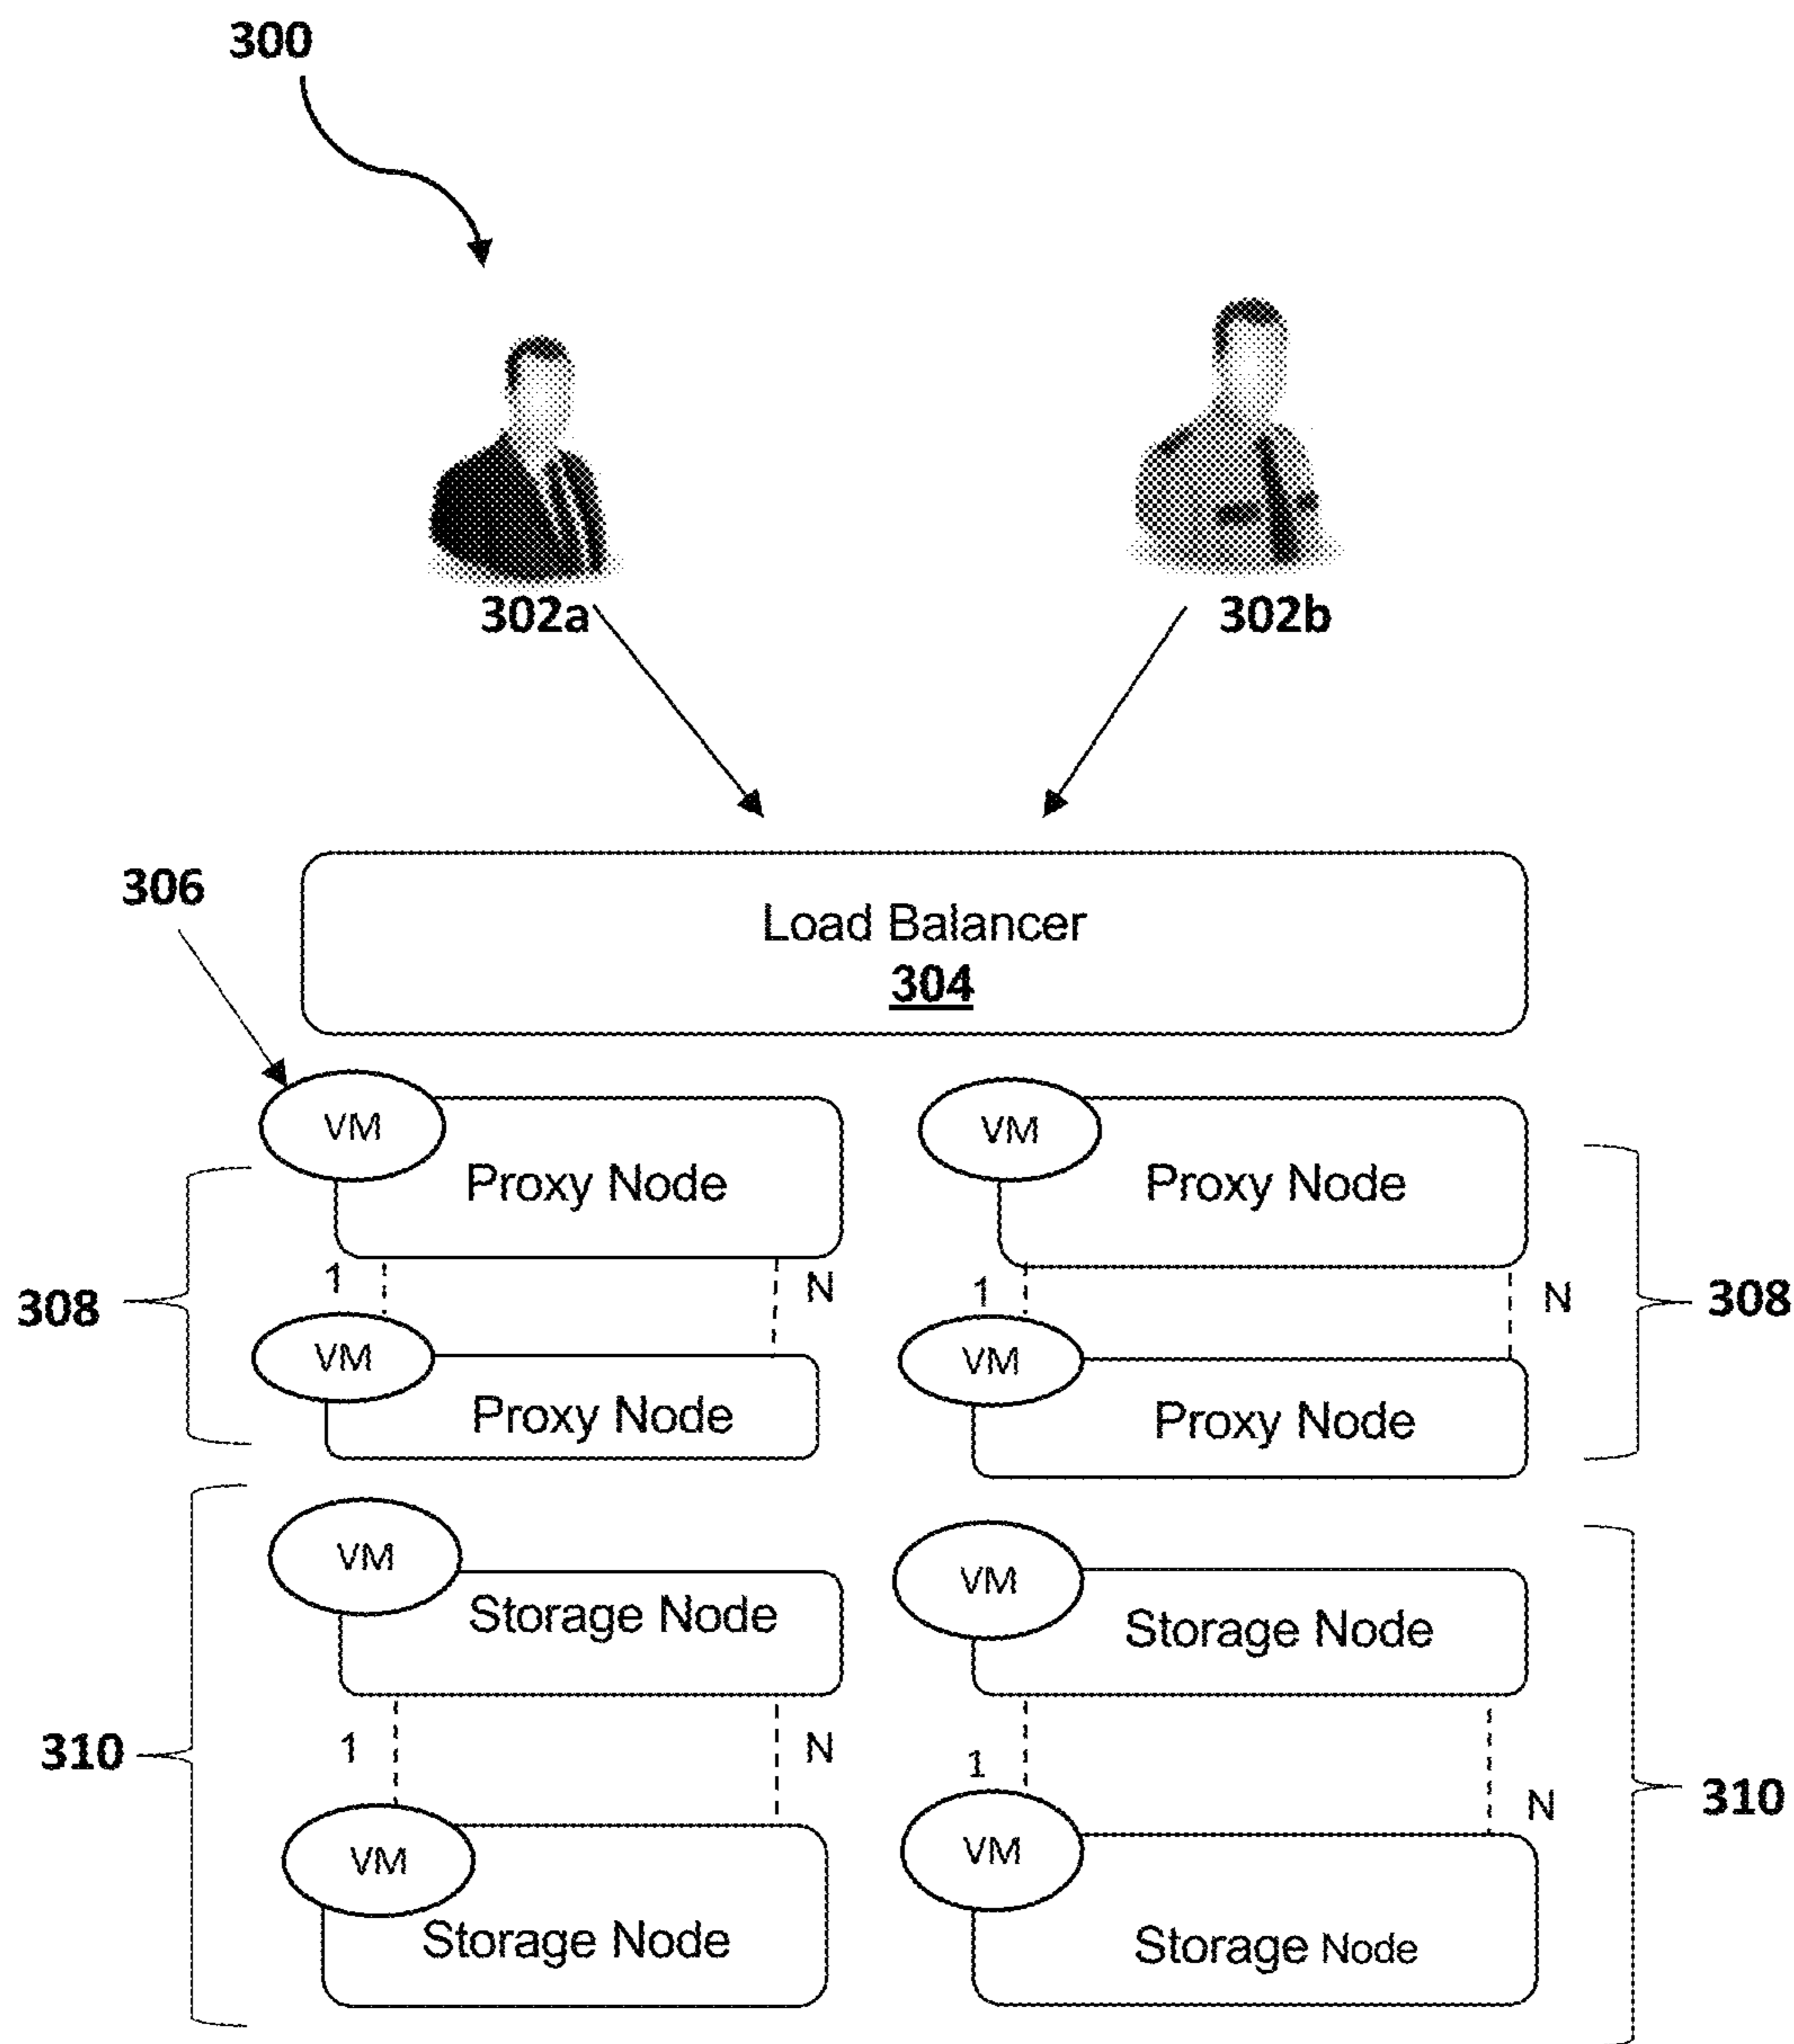 300
302a
302b
306
Load Balancer
304
VM
VM
Proxy Node
Proxy Node
308
1
N
1
N
308
VM
VM
Proxy Node
Proxy Node
VM
VM
Storage Node
Storage Node
310
1
N
1
N
310
VM
VM
Storage Node
Storage Node